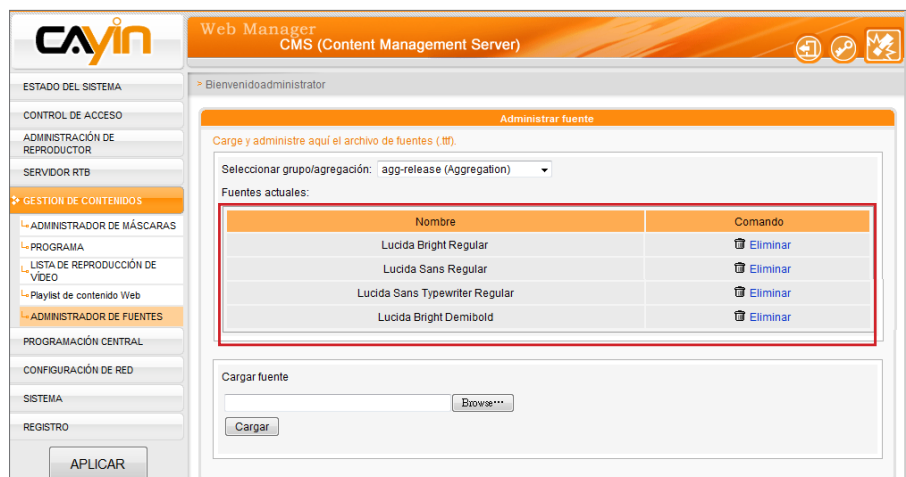 CAyin
Web Manager
CMS (Content Management Server)
ESTADO DEL SISTEMA
CONTROL DE ACCESO
ADMINISTRACIÓN DE
REPRODUCTOR
SERVIDOR RTB
GESTION DE CONTENIDOS
ADMINISTRADOR DE MÁSCARAS
PROGRAMA
LISTA DE REPRODUCCIÓN DE
VÍDEO
Playlist de contenido Web
ADMINISTRADOR DE FUENTES
PROGRAMACIÓN CENTRAL
CONFIGURACIÓN DE RED
SISTEMA
REGISTRO
APLICAR
Bienvenidoadministrator
Administrar fuente
Carge y administre aquí el archivo de fuentes (.ttf).
Seleccionar grupo/agregación: agg-release (Aggregation)
Fuentes actuales:
Nombre Comando
Lucida Bright Regular Eliminar
Lucida Sans Regular Eliminar
Lucida Sans Typewriter Regular Eliminar
Lucida Bright Demibold Eliminar
Cargar fuente
Browse...
Cargar